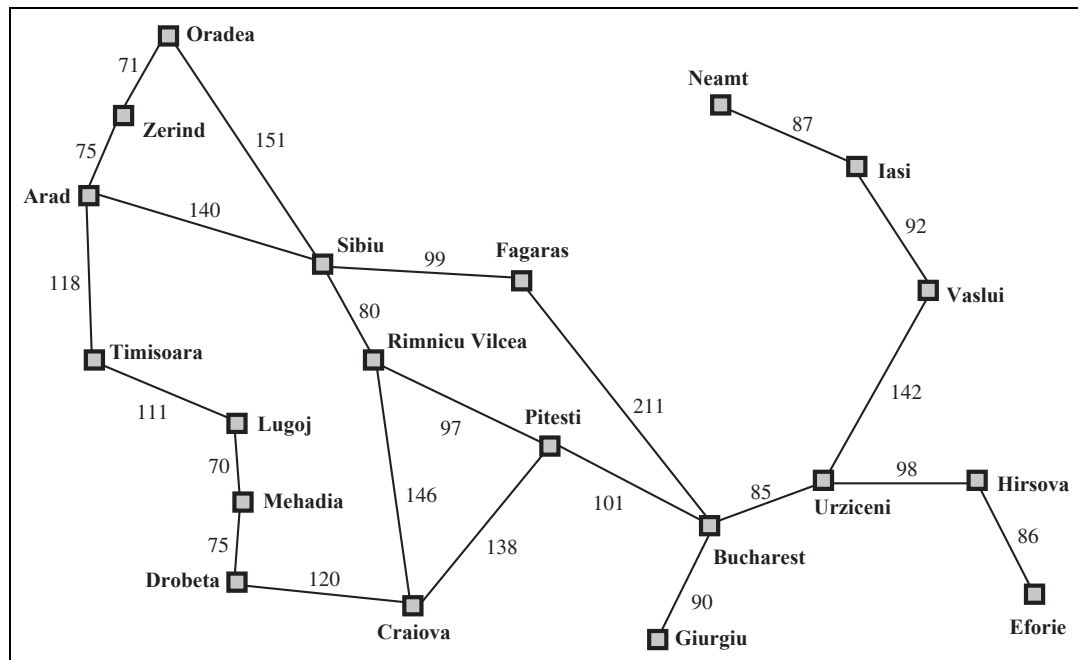 Oradea
71
Neamt
87
Zerind
151
75
Iasi
Arad
140
92
Sibiu
99
Fagaras
118
Vaslui
80
Timisoara
Rimnicu Vilcea
142
111
Lugoj
97
Pitesti
211
70
98
Mehadia
146
101
85
Urziceni
Hirsova
75
138
Bucharest
86
Drobeta
120
90
Craiova
Giurgiu
Eforie